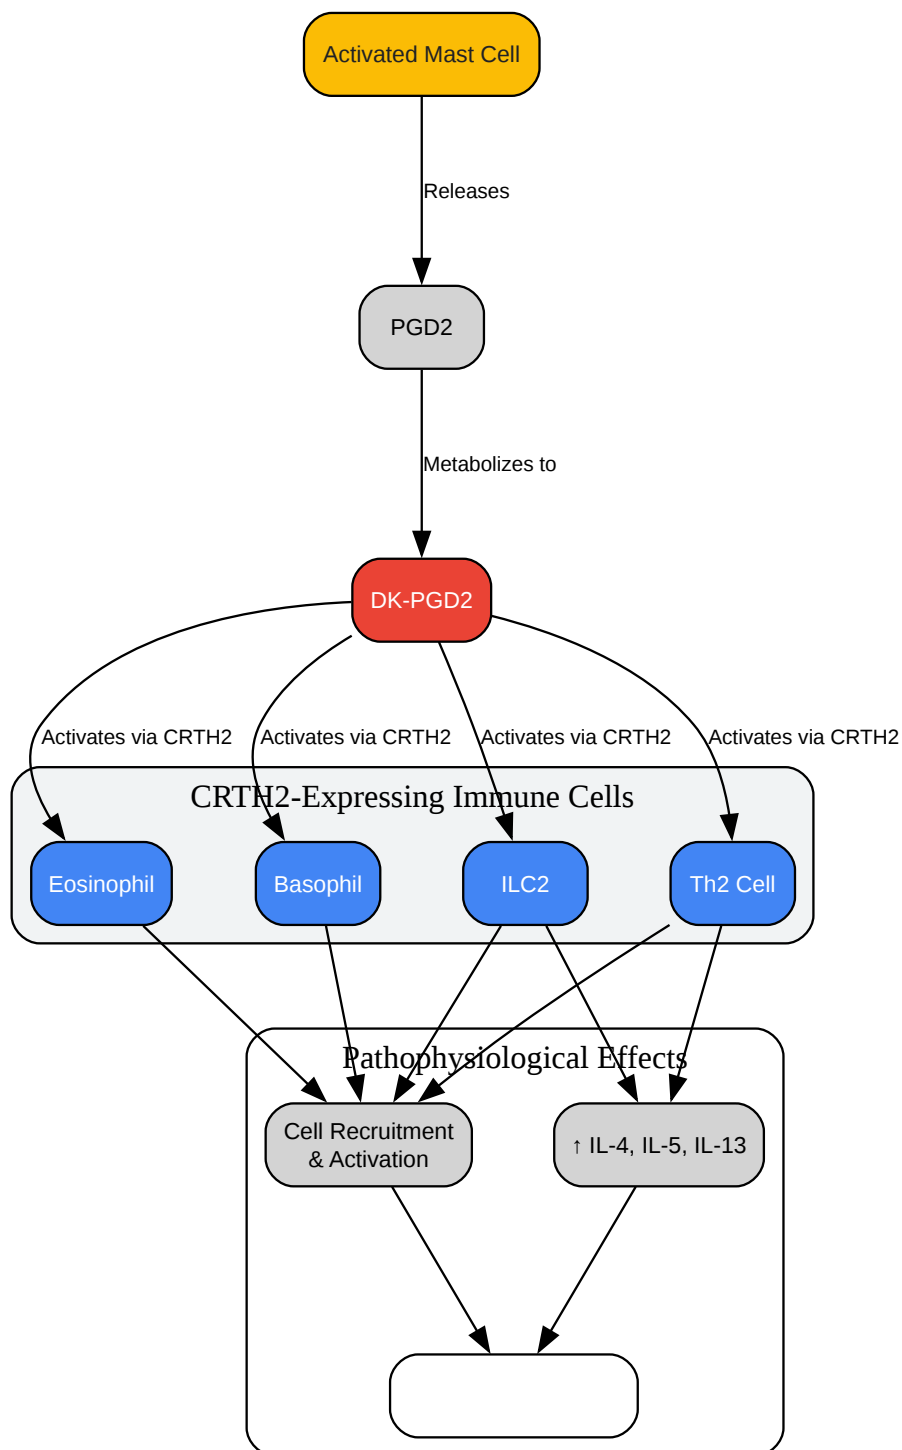 Activated Mast Cell
Releases
PGD2
Metabolizes to
DK-PGD2
Activates via CRTH2
Activates via CRTH2
Activates via CRTH2
Activates via CRTH2
CRTH2-Expressing Immune Cells
Eosinophil
Basophil
ILC2
Th2 Cell
Pathophysiological Effects
Cell Recruitment
& Activation
↑ IL-4, IL-5, IL-13